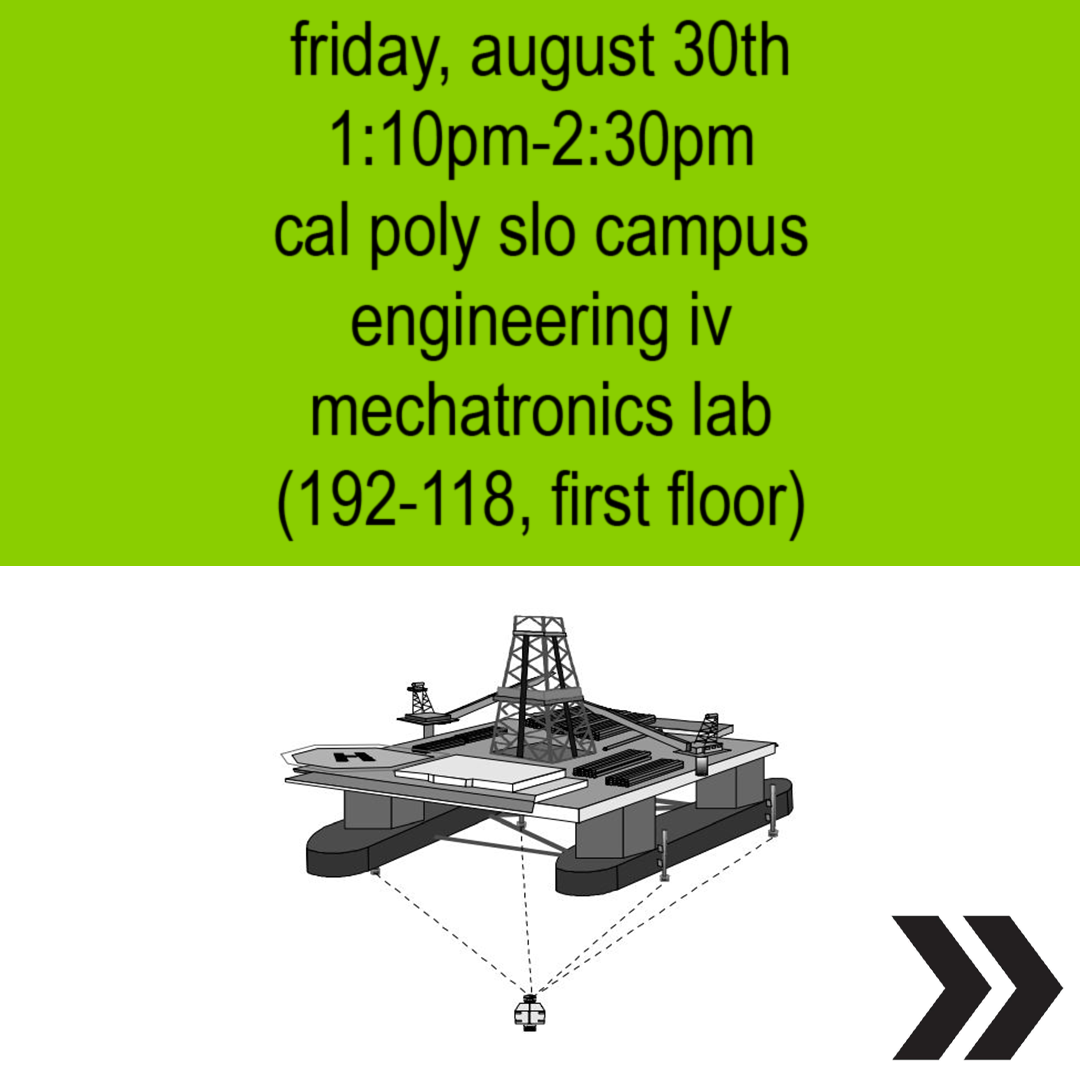 friday, august 30th
1:10pm-2:30pm
cal poly slo campus
engineering iv
mechatronics lab
(192-118, first floor)
H